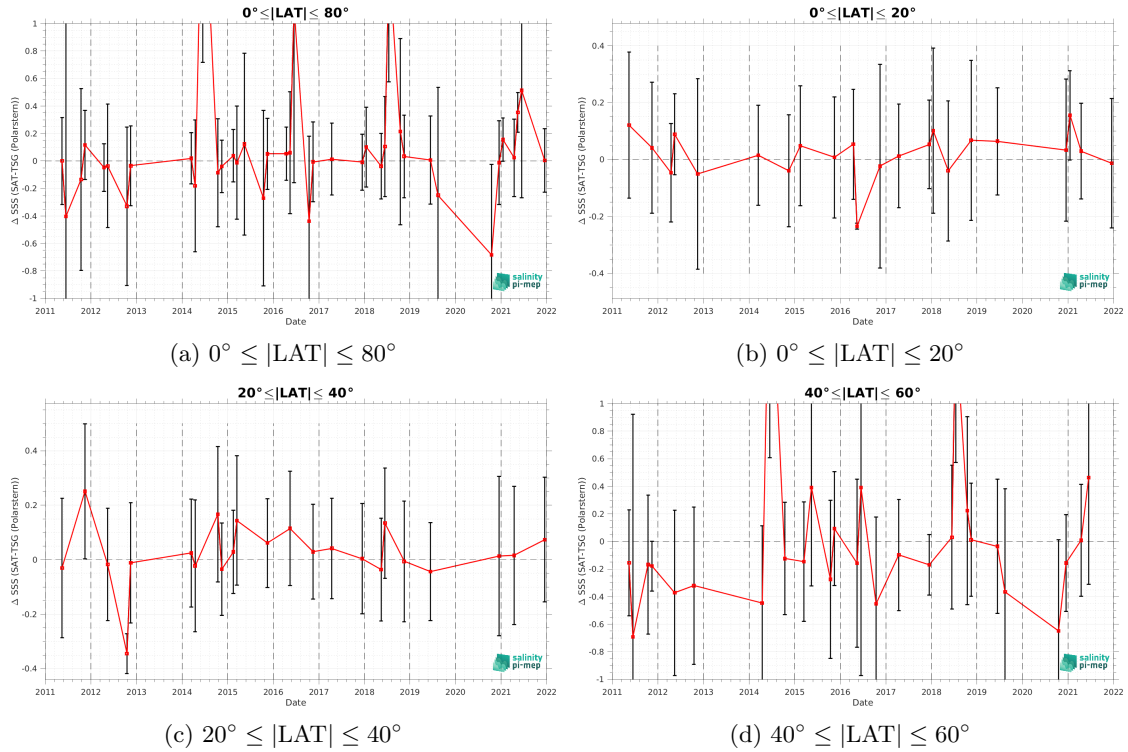 0°≤|LAT|≤ 80°
1
0.8
0.6
0.4
0.2
0
-0.2
-0.4
-0.6
-0.8
-1
Δ SSS (SAT-TSG (Polarstern))
2011 2012 2013 2014 2015 2016 2017 2018 2019 2020 2021 2022
Date
salinity
pi-mep
(a) 0° ≤ |LAT| ≤ 80°
0°≤|LAT|≤ 20°
0.4
0.2
0
-0.2
-0.4
Δ SSS (SAT-TSG (Polarstern))
2011 2012 2013 2014 2015 2016 2017 2018 2019 2020 2021 2022
Date
salinity
pi-mep
(b) 0° ≤ |LAT| ≤ 20°
20°≤|LAT|≤ 40°
0.4
0.2
0
-0.2
-0.4
Δ SSS (SAT-TSG (Polarstern))
2011 2012 2013 2014 2015 2016 2017 2018 2019 2020 2021 2022
Date
salinity
pi-mep
(c) 20° ≤ |LAT| ≤ 40°
40°≤|LAT|≤ 60°
1
0.8
0.6
0.4
0.2
0
-0.2
-0.4
-0.6
-0.8
-1
Δ SSS (SAT-TSG (Polarstern))
2011 2012 2013 2014 2015 2016 2017 2018 2019 2020 2021 2022
Date
salinity
pi-mep
(d) 40° ≤ |LAT| ≤ 60°